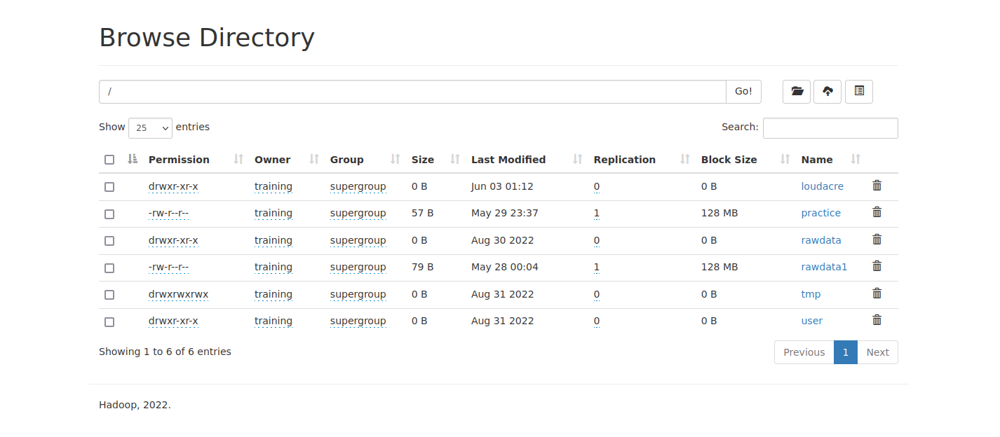 Browse Directory
/ Go!
Show 25 entries Search:
Permission Owner Group Size Last Modified Replication Block Size Name
drwxr-xr-x training supergroup 0 B Jun 03 01:12 0 0 B loudacre
-rw-r--r-- training supergroup 57 B May 29 23:37 1 128 MB practice
drwxr-xr-x training supergroup 0 B Aug 30 2022 0 0 B rawdata
-rw-r--r-- training supergroup 79 B May 28 00:04 1 128 MB rawdata1
drwxrwxrwx training supergroup 0 B Aug 31 2022 0 0 B tmp
drwxr-xr-x training supergroup 0 B Aug 31 2022 0 0 B user
Showing 1 to 6 of 6 entries Previous 1 Next
Hadoop, 2022.